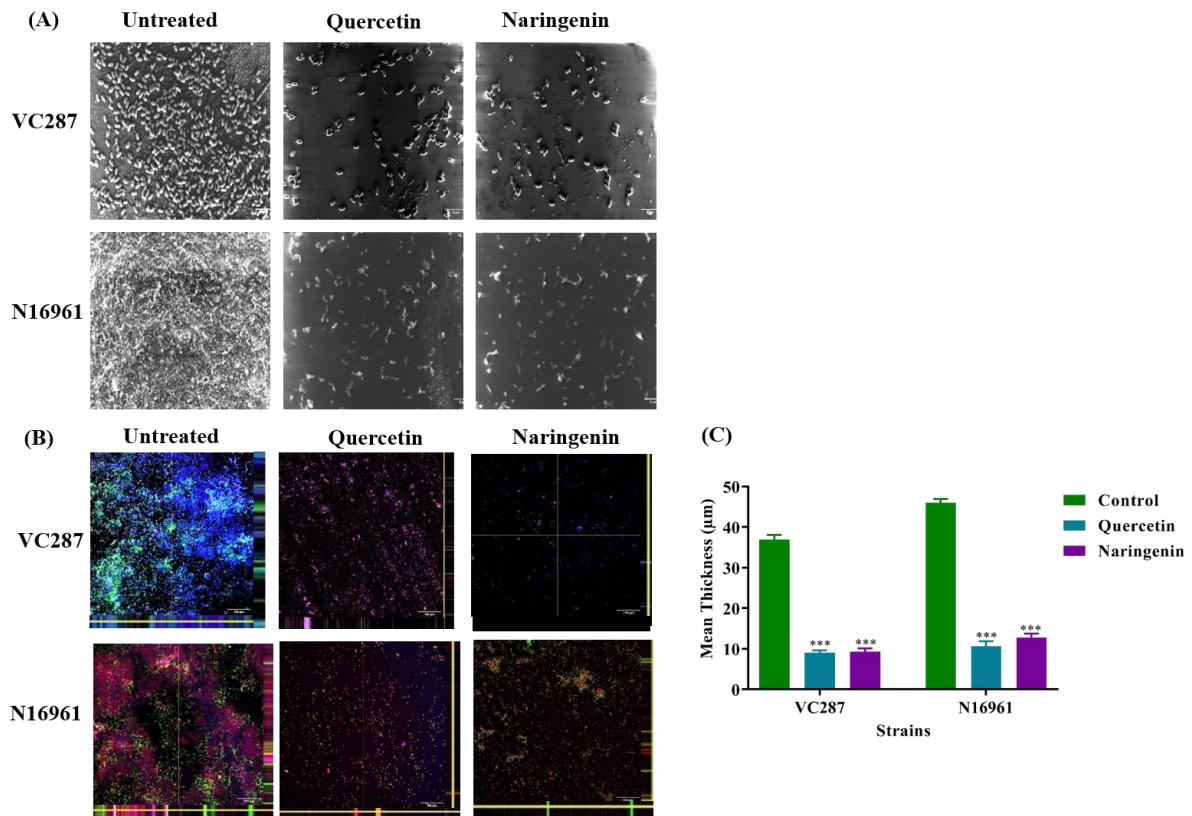 (A)
Untreated
Quercetin
Naringenin
VC287
N16961
(B)
Untreated
Quercetin
Naringenin
VC287
N16961
(C)
Mean Thickness (μm)
50
40
30
20
10
0
***
***
***
***
VC287
N16961
Strains
Control
Quercetin
Naringenin